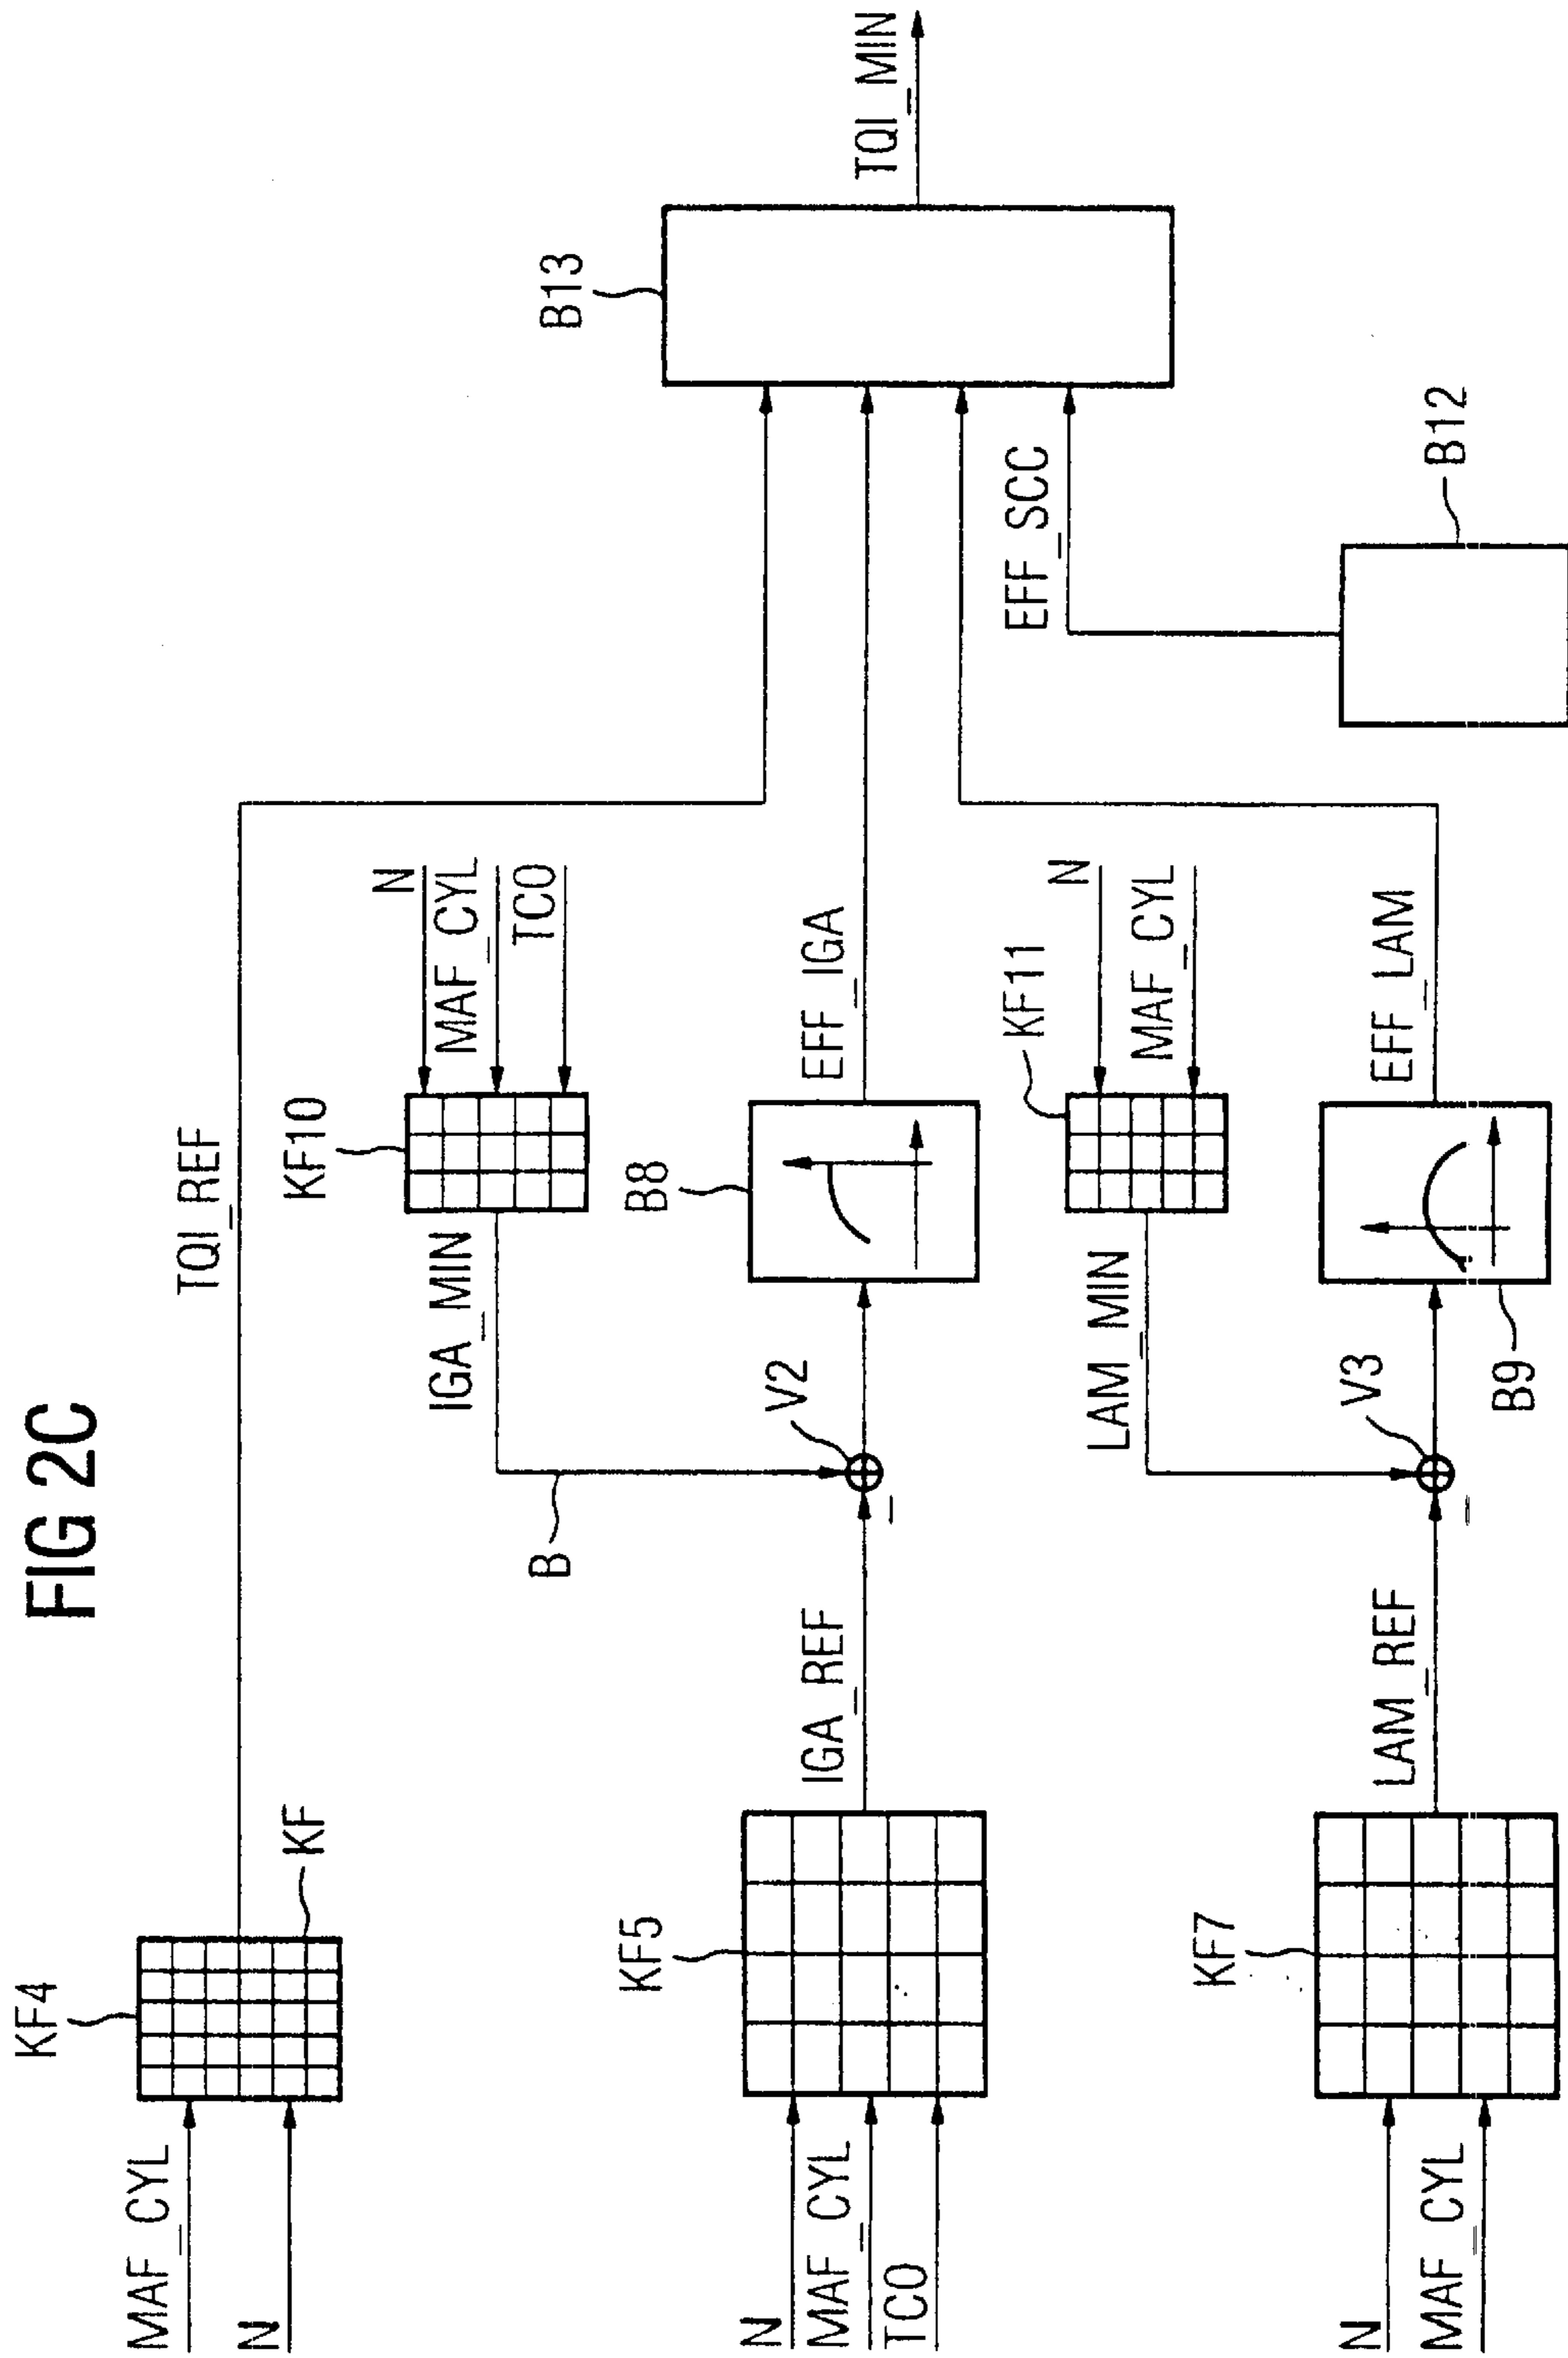 FIG 2C
KF4
MAF_CYL
N
KF
TQI_REF
KF10
N
MAF_CYL
TCO
IGA_MIN
B
KF5
N
MAF_CYL
TCO
IGA_REF
V2
B8
EFF_IGA
KF11
N
MAF_CYL
LAM_MIN
KF7
N
MAF_CYL
LAM_REF
V3
B9
EFF_LAM
EFF_SCC
B12
B13
TQI_MIN